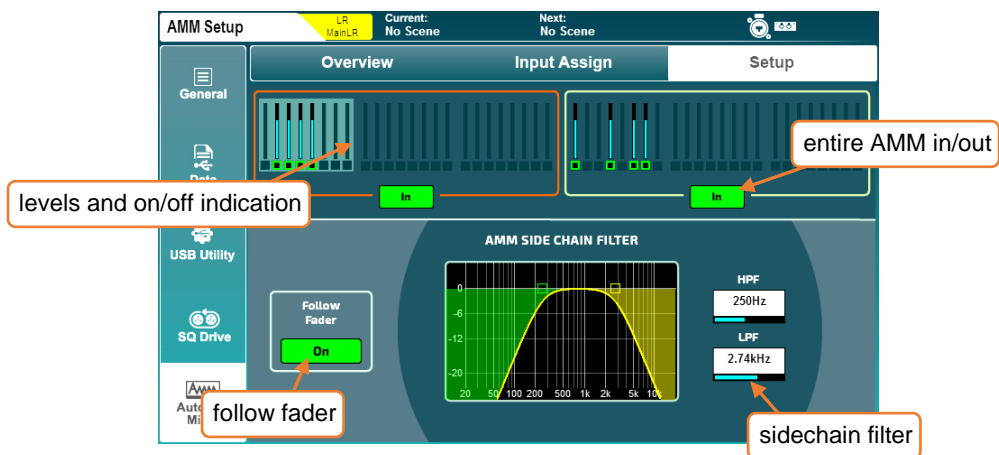 AMM Setup
LR
MainLR
Current:
No Scene
Next:
No Scene
Overview
Input Assign
Setup
General
Data
entire AMM in/out
levels and on/off indication
In
In
USB Utility
AMM SIDE CHAIN FILTER
0
-6
-12
-20
20 50 100 200 500 1k 2k 5k 10k
HPF
250Hz
LPF
2.74kHz
Follow
Fader
On
SQ Drive
follow fader
sidechain filter